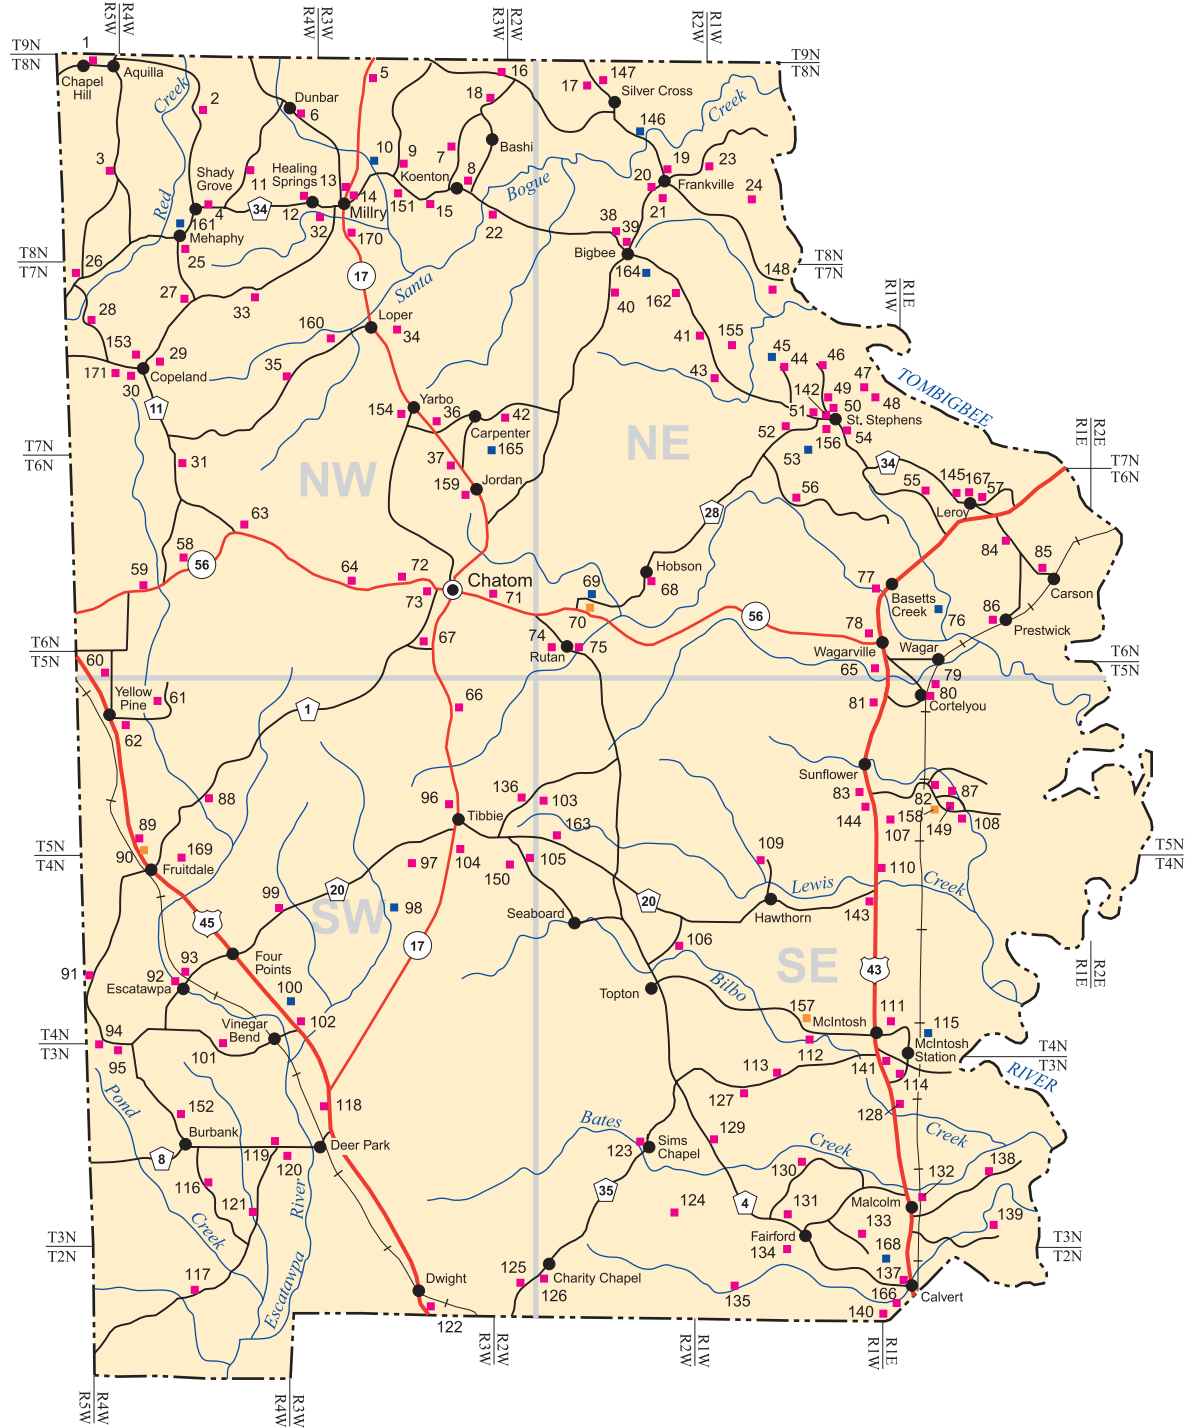 R5W
R4W
R4W
R3W
R3W
R2W
R2W
R1W
T9N
T8N
1
Aquilla
Chapel
Hill
Creek
2
Dunbar
6
5
16
18
17
147
Silver Cross
146
Creek
T9N
T8N
3
Shady
Grove
11
Healing
Springs
13
10
9
7
Koenton
8
Bashi
Bogue
19
20
Frankville
23
24
21
Red
161
4
34
12
32
14
Millry
151
15
22
38
39
Mehaphy
25
170
Bigbee
164
T8N
T7N
26
27
33
17
Santa
40
162
148
T8N
T7N
28
153
160
Loper
34
41
155
R1W
R1E
171
30
29
Copeland
35
43
45
44
46
47
TOMBIGBEE
11
154
Yarbo
36
42
Carpenter
165
142
49
48
51
50
St. Stephens
52
156
54
53
T7N
T6N
31
NW
37
159
Jordan
NE
34
145
167
57
55
Leroy
R1E
R2E
T7N
T6N
56
28
63
58
56
84
85
Carson
59
64
72
73
Chatom
71
69
70
Hobson
68
77
Basetts
Creek
76
86
Prestwick
67
74
Rutan
75
56
78
Wagarville
65
Wagar
T6N
T5N
60
Yellow
Pine
61
62
1
66
79
80
Cortelyou
81
T6N
T5N
88
96
Tibbie
136
103
163
Sunflower
83
144
107
82
158
149
87
108
89
90
169
Fruitdale
97
104
150
105
109
110
T5N
T4N
T5N
T4N
99
20
SW
98
45
17
Seaboard
20
Lewis
Creek
Hawthorn
143
106
SE
43
R1E
R2E
91
92
93
Escatawpa
Four
Points
100
Topton
Bilbo
157
McIntosh
111
115
McIntosh
Station
T4N
T3N
94
95
101
Vinegar
Bend
102
112
141
114
T4N
T3N
RIVER
113
127
128
Pond
152
Burbank
118
8
119
120
Deer Park
Bates
123
Sims
Chapel
129
Creek
Creek
116
121
River
35
124
4
130
131
132
138
Malcolm
133
139
Creek
Fairford
134
168
T3N
T2N
T3N
T2N
117
Escatawpa
Dwight
122
125
126
Charity Chapel
135
137
166
140
Calvert
R5W
R4W
R4W
R3W
R3W
R2W
R2W
R1W
R1W
R1E